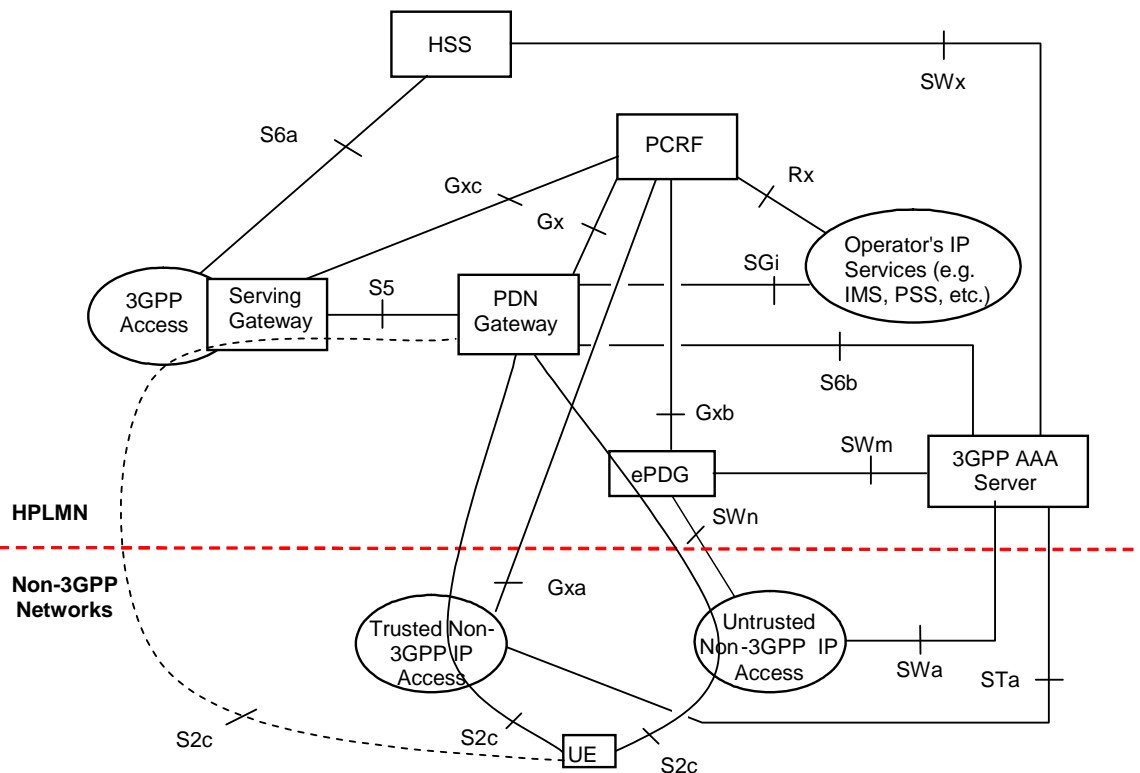 HSS
SWx
S6a
PCRF
Rx
Gxc
Gx
Operator's IP
Services (e.g.
IMS, PSS, etc.)
SGi
3GPP
Access
Serving
Gateway
S5
PDN
Gateway
S6b
Gxb
SWm
ePDG
3GPP AAA
Server
HPLMN
SWn
Non-3GPP
Networks
Gxa
Trusted Non-
3GPP IP
Access
Untrusted
Non-3GPP IP
Access
SWa
STa
S2c
S2c
UE
S2c